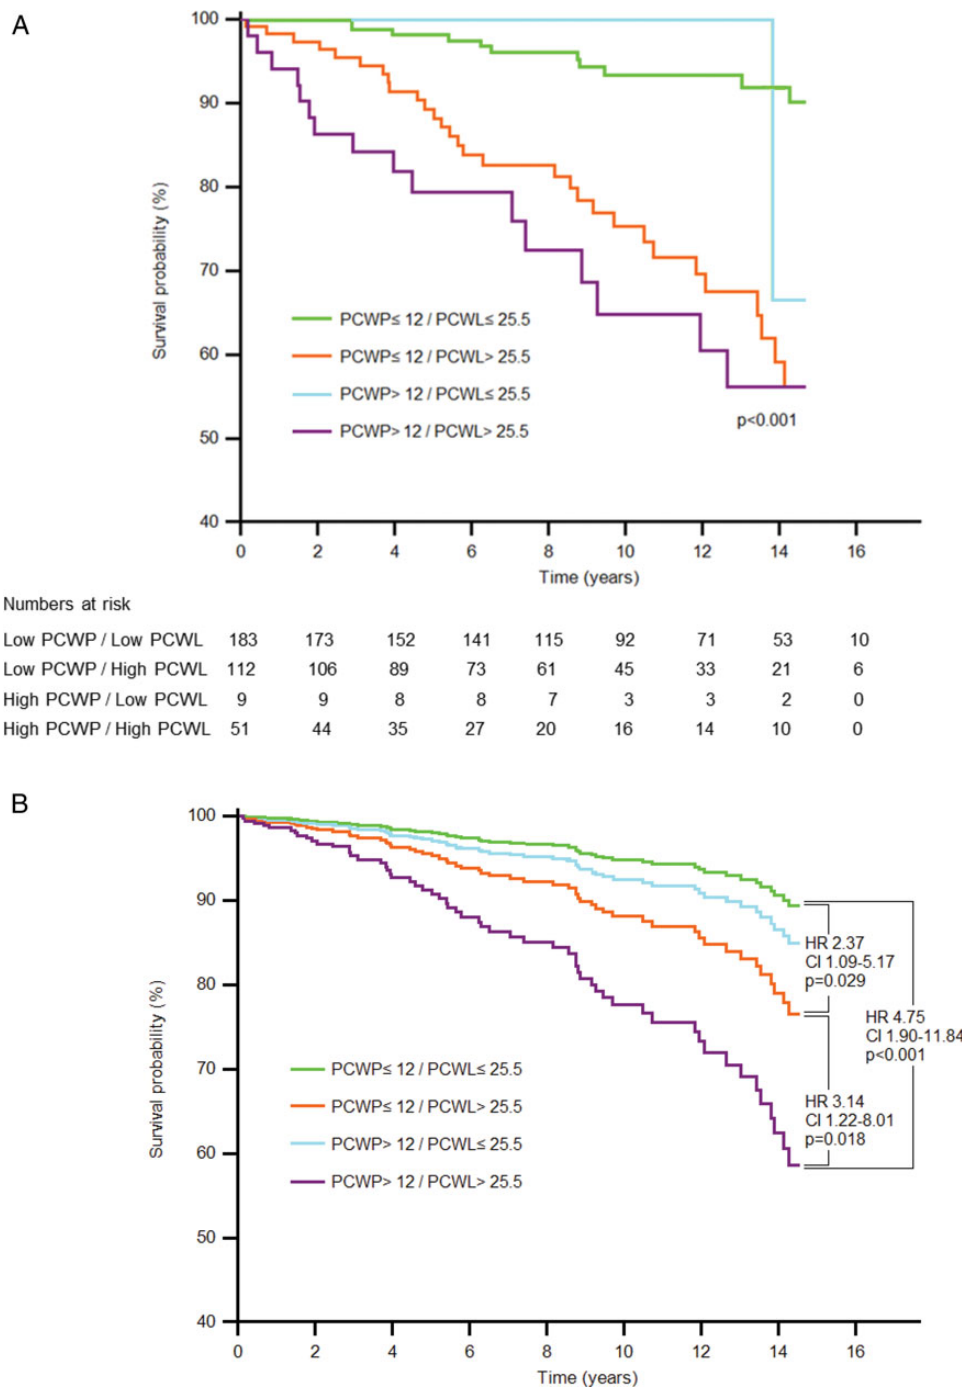 A
100
90
80
70
60
50
40
Survival probability (%)
PCWP≤ 12 / PCWL≤ 25.5
PCWP≤ 12 / PCWL> 25.5
PCWP> 12 / PCWL≤ 25.5
PCWP> 12 / PCWL> 25.5
p<0.001
0 2 4 6 8 10 12 14 16
Time (years)
Numbers at risk
Low PCWP / Low PCWL 183 173 152 141 115 92 71 53 10
Low PCWP / High PCWL 112 106 89 73 61 45 33 21 6
High PCWP / Low PCWL 9 9 8 8 7 3 3 2 0
High PCWP / High PCWL 51 44 35 27 20 16 14 10 0
B
100
90
80
70
60
50
40
Survival probability (%)
PCWP≤ 12 / PCWL≤ 25.5
PCWP≤ 12 / PCWL> 25.5
PCWP> 12 / PCWL≤ 25.5
PCWP> 12 / PCWL> 25.5
HR 2.37
CI 1.09-5.17
p=0.029
HR 4.75
CI 1.90-11.84
p<0.001
HR 3.14
CI 1.22-8.01
p=0.018
0 2 4 6 8 10 12 14 16
Time (years)